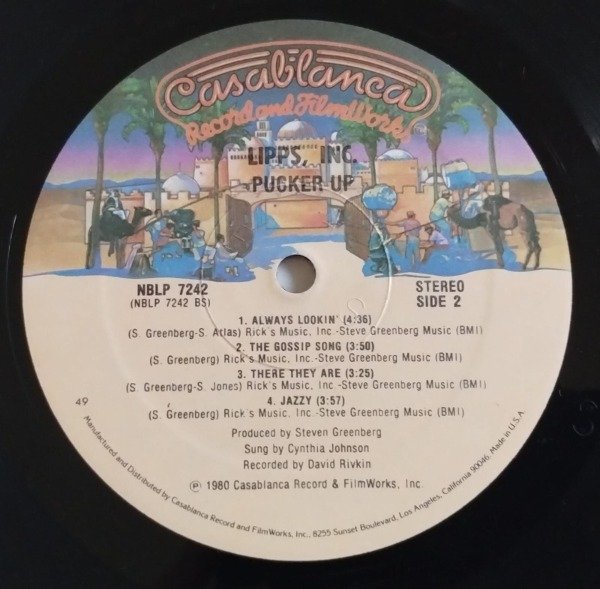 Casablanca
Record and FilmWorks
LIPPS, INC.
PUCKER UP
NBLP 7242
(NBLP 7242 BS)
STEREO
SIDE 2
1. ALWAYS LOOKIN' (4:36)
(S. Greenberg-S. Atlas) Rick's Music, Inc.-Steve Greenberg Music (BMI)
2. THE GOSSIP SONG (3:50)
(S. Greenberg) Rick's Music, Inc.-Steve Greenberg Music (BMI)
3. THERE THEY ARE (3:25)
(S. Greenberg-S. Jones) Rick's Music, Inc.-Steve Greenberg Music (BMI)
4. JAZZY (3:57)
(S. Greenberg) Rick's Music, Inc.-Steve Greenberg Music (BMI)
49
Produced by Steven Greenberg
Sung by Cynthia Johnson
Recorded by David Rivkin
℗ 1980 Casablanca Record & FilmWorks, Inc.
Manufactured and Distributed by Casablanca Record and FilmWorks, Inc., 8255 Sunset Boulevard, Los Angeles, California 90046. Made in U.S.A.